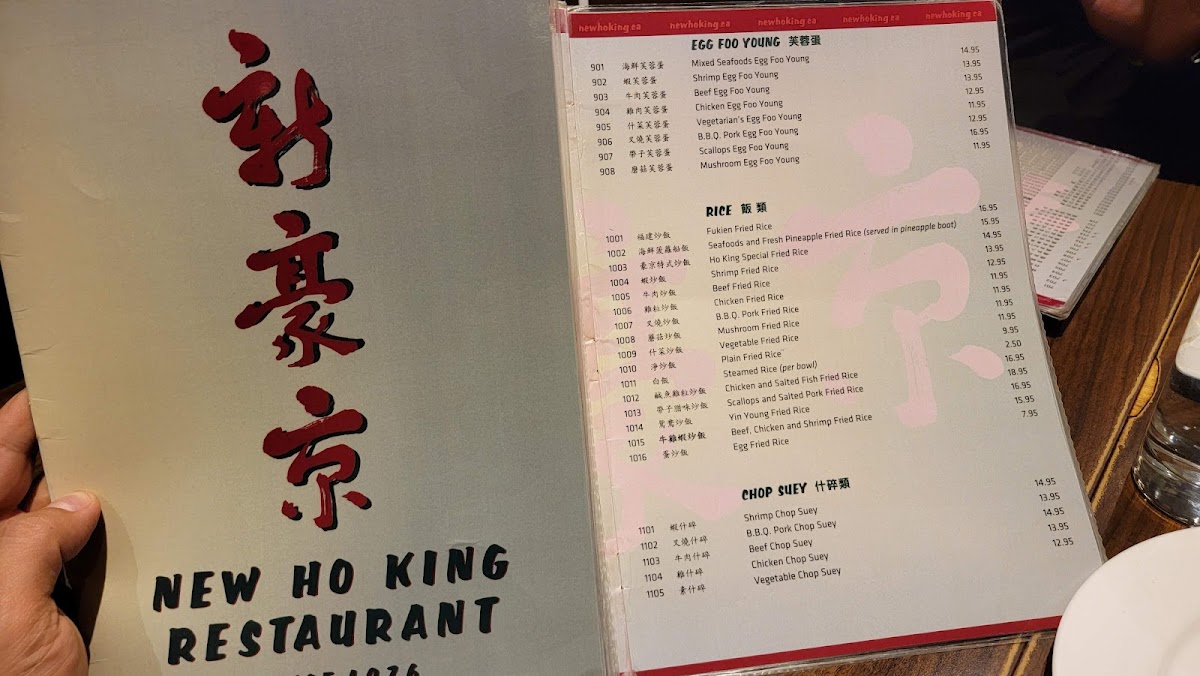 新
豪
京
NEW HO KING
RESTAURANT
newhoking.ca newhoking.ca newhoking.ca newhoking.ca newhoking.ca
EGG FOO YOUNG 芙蓉蛋
901 海鮮芙蓉蛋 Mixed Seafoods Egg Foo Young 14.95
902 蝦芙蓉蛋 Shrimp Egg Foo Young 13.95
903 牛肉芙蓉蛋 Beef Egg Foo Young 13.95
904 雞肉芙蓉蛋 Chicken Egg Foo Young 12.95
905 什菜芙蓉蛋 Vegetarian's Egg Foo Young 11.95
906 叉燒芙蓉蛋 B.B.Q. Pork Egg Foo Young 12.95
907 帶子芙蓉蛋 Scallops Egg Foo Young 16.95
908 蘑菇芙蓉蛋 Mushroom Egg Foo Young 11.95
RICE 飯類
1001 福建炒飯 Fukien Fried Rice 16.95
1002 海鮮菠蘿船飯 Seafoods and Fresh Pineapple Fried Rice (served in pineapple boat) 15.95
1003 豪京特式炒飯 Ho King Special Fried Rice 14.95
1004 蝦炒飯 Shrimp Fried Rice 13.95
1005 牛肉炒飯 Beef Fried Rice 12.95
1006 雞粒炒飯 Chicken Fried Rice 11.95
1007 叉燒炒飯 B.B.Q. Pork Fried Rice 11.95
1008 蘑菇炒飯 Mushroom Fried Rice 11.95
1009 什菜炒飯 Vegetable Fried Rice 11.95
1010 淨炒飯 Plain Fried Rice 9.95
1011 白飯 Steamed Rice (per bowl) 2.50
1012 鹹魚雞粒炒飯 Chicken and Salted Fish Fried Rice 16.95
1013 帶子臘味炒飯 Scallops and Salted Pork Fried Rice 18.95
1014 鴛鴦炒飯 Yin Young Fried Rice 16.95
1015 牛雞蝦炒飯 Beef, Chicken and Shrimp Fried Rice 15.95
1016 蛋炒飯 Egg Fried Rice 7.95
CHOP SUEY 什碎類
1101 蝦什碎 Shrimp Chop Suey 14.95
1102 叉燒什碎 B.B.Q. Pork Chop Suey 13.95
1103 牛肉什碎 Beef Chop Suey 14.95
1104 雞什碎 Chicken Chop Suey 13.95
1105 素什碎 Vegetable Chop Suey 12.95